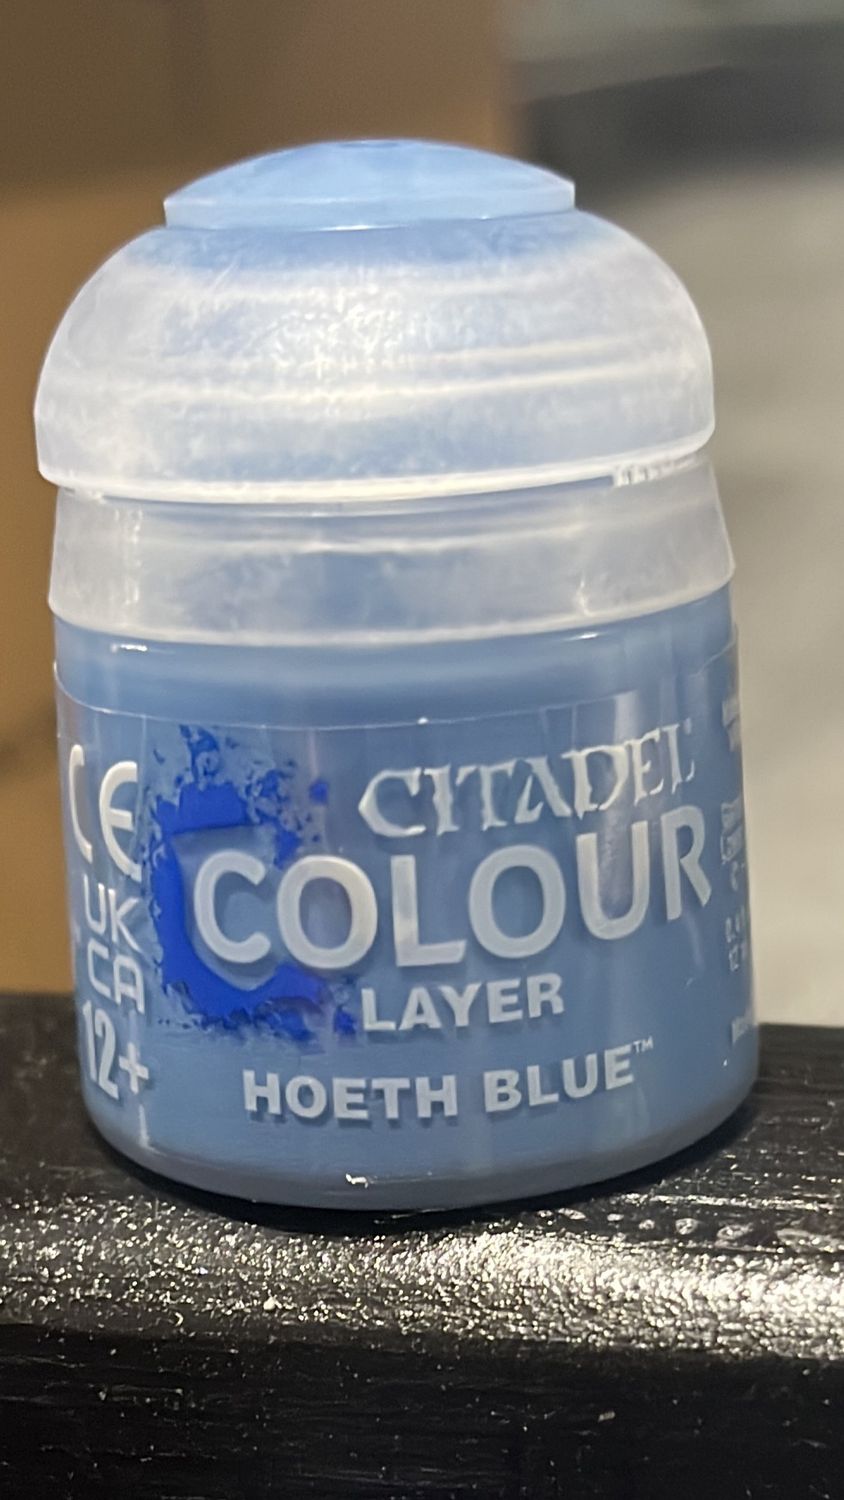 CE
UK
CA
12+
CITADEL
COLOUR
LAYER
HOETH BLUE™